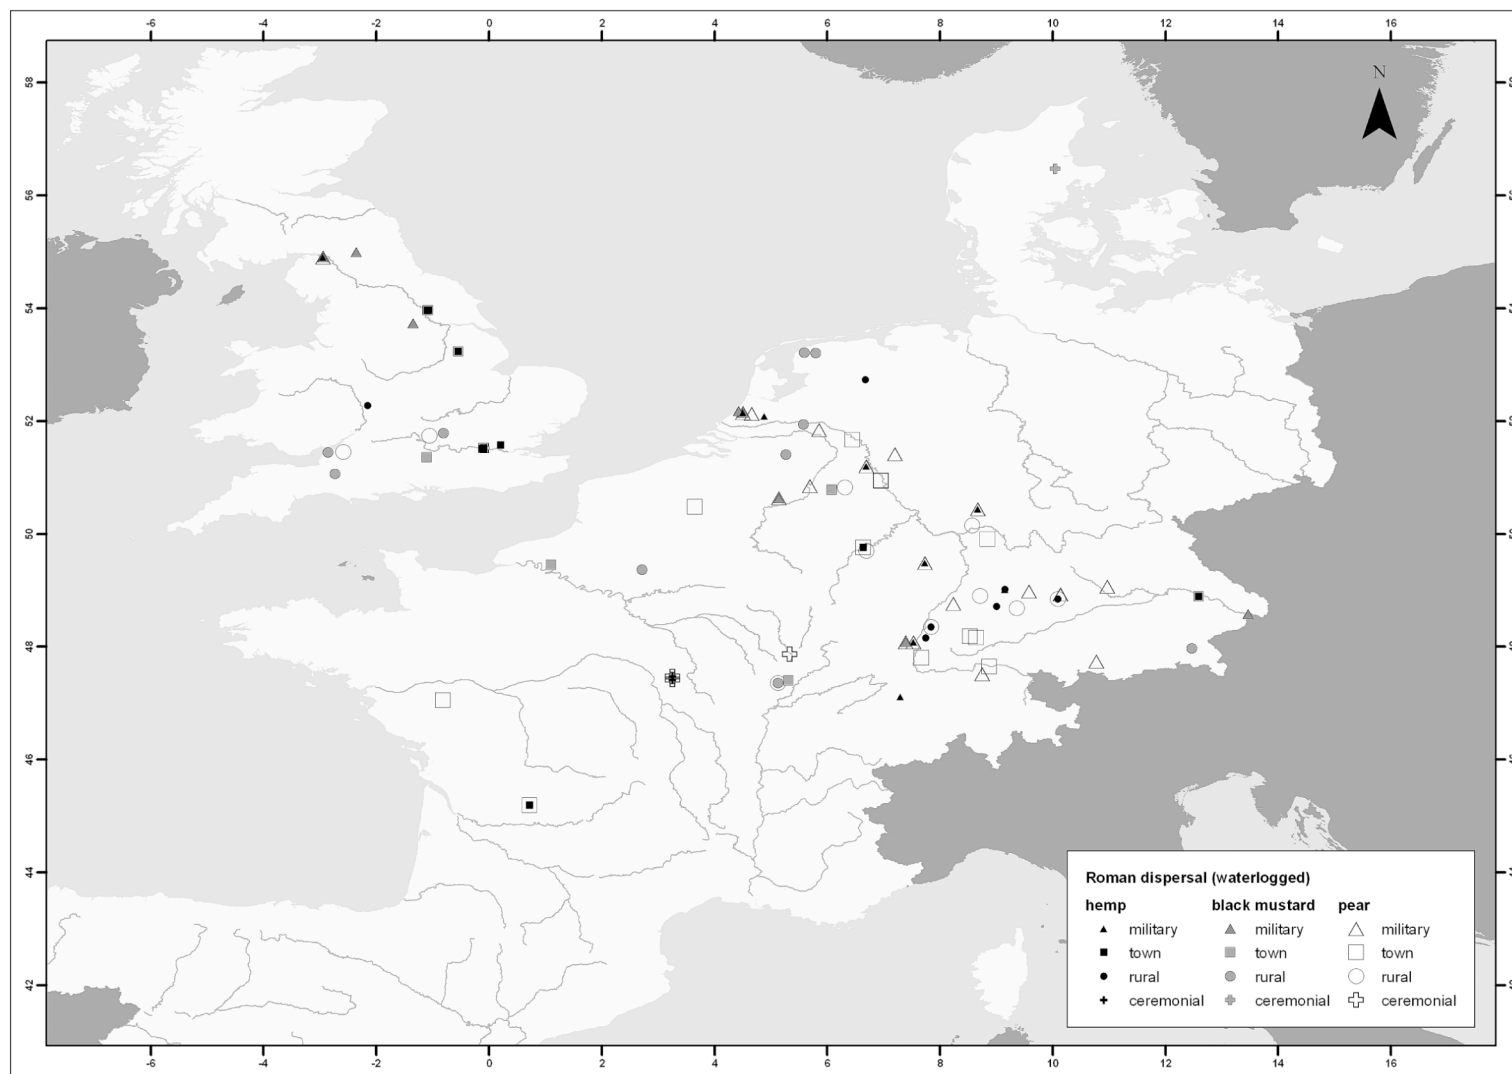 -6 -4 -2 0 2 4 6 8 10 12 14 16
N
58
56
54
52
50
48
46
44
42
Roman dispersal (waterlogged)
hemp black mustard pear
military military military
town town town
rural rural rural
ceremonial ceremonial ceremonial
-6 -4 -2 0 2 4 6 8 10 12 14 16